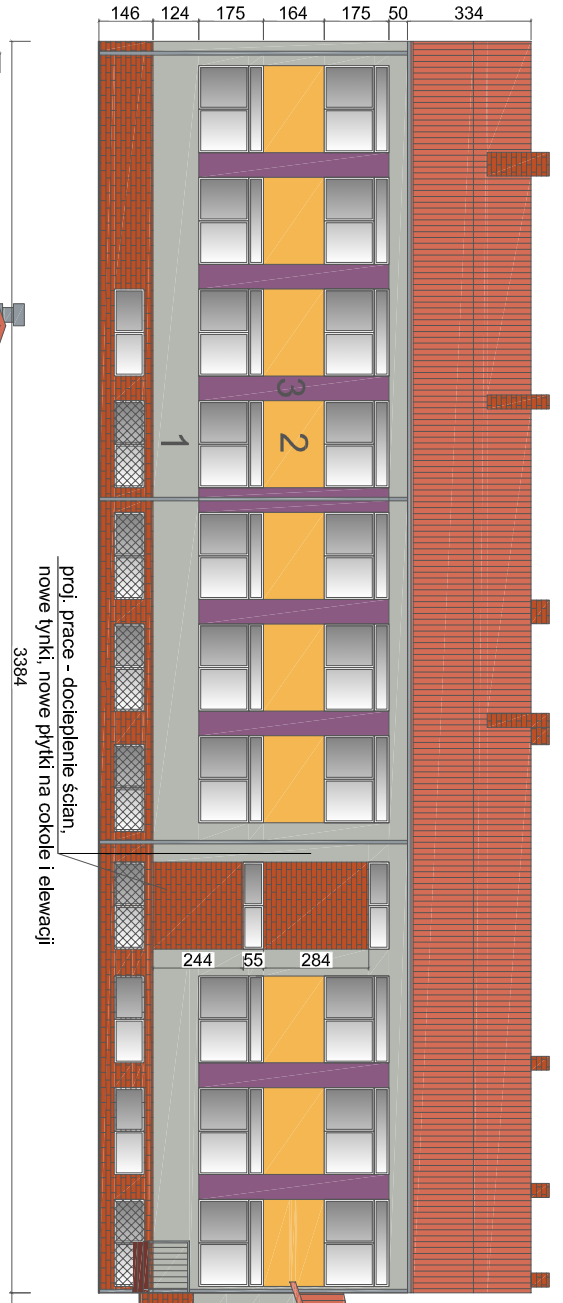 146 124 175 164 175 50 334
3
2
1
proj. prace - docieplenie ścian,
nowe tynki, nowe płytki na cokole i elewacji
3384
244 55 284